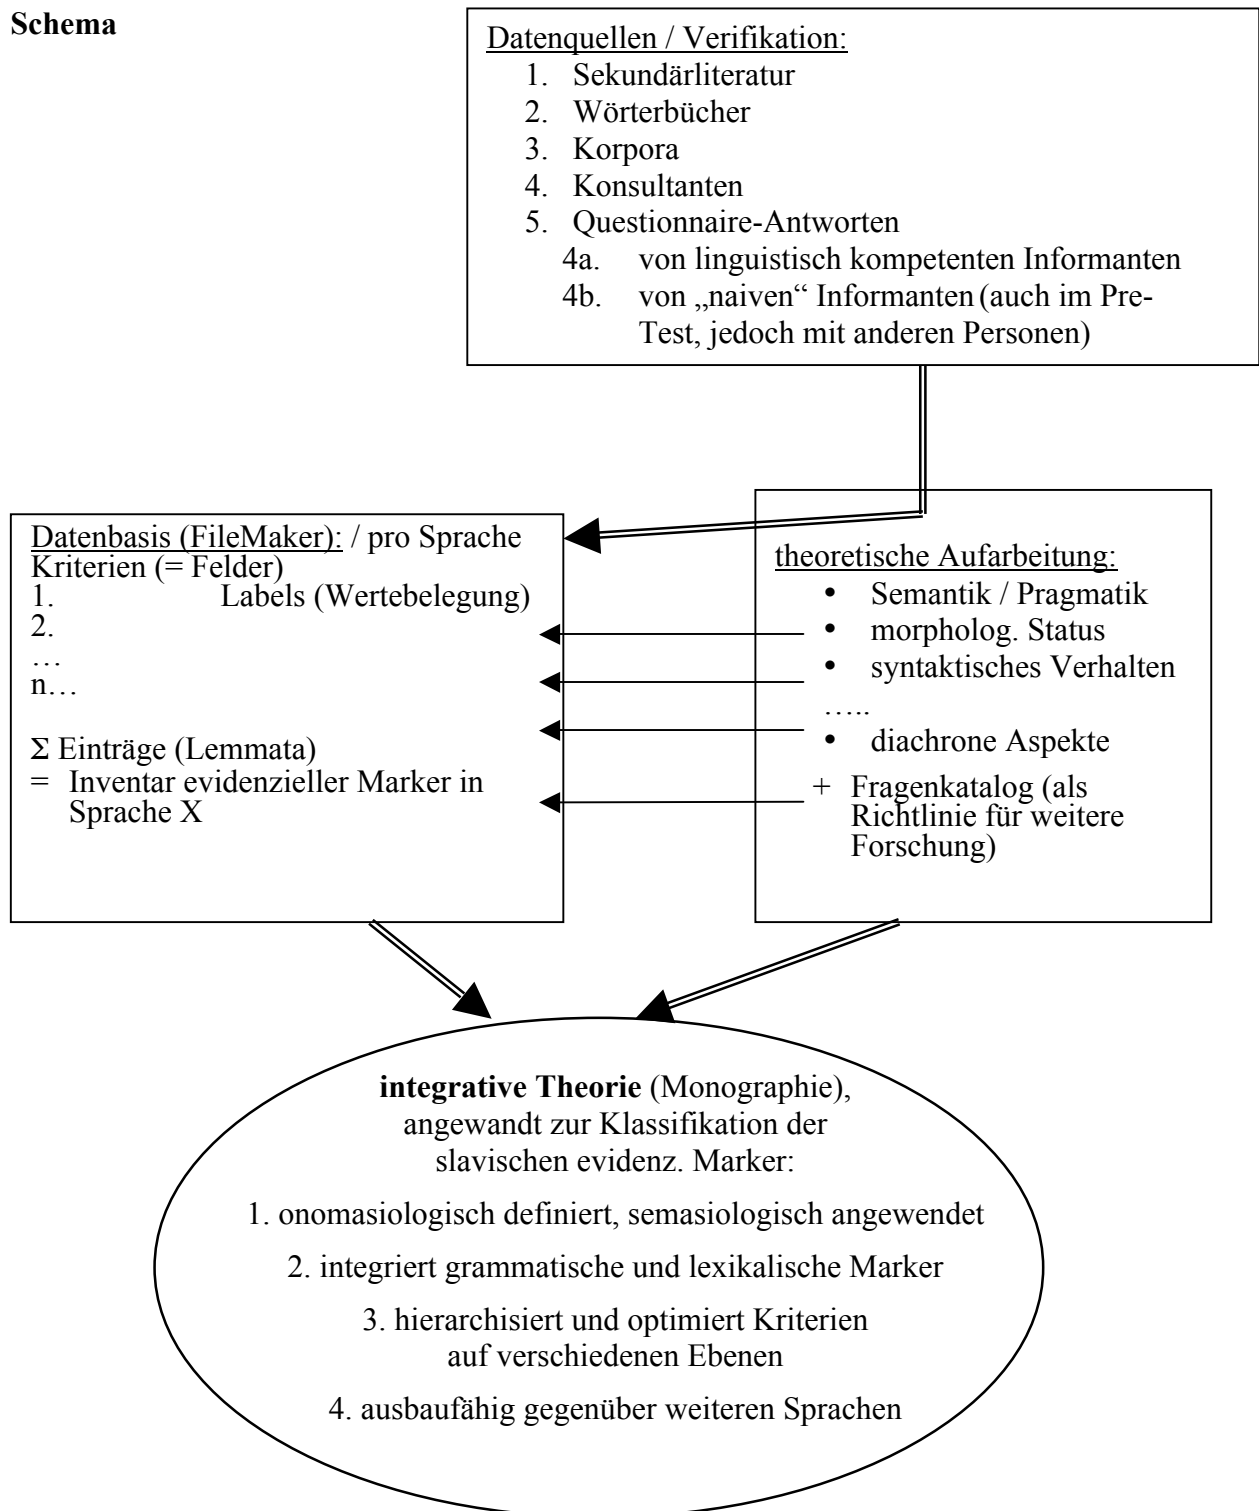 Schema
Datenquellen / Verifikation:
1. Sekundärliteratur
2. Wörterbücher
3. Korpora
4. Konsultanten
5. Questionnaire-Antworten
4a. von linguistisch kompetenten Informanten
4b. von „naiven“ Informanten (auch im Pre-
Test, jedoch mit anderen Personen)
Datenbasis (FileMaker): / pro Sprache
Kriterien (= Felder)
1. Labels (Wertebelegung)
2.
…
n…
Σ Einträge (Lemmata)
= Inventar evidenzieller Marker in
Sprache X
theoretische Aufarbeitung:
• Semantik / Pragmatik
• morpholog. Status
• syntaktisches Verhalten
…..
• diachrone Aspekte
+ Fragenkatalog (als
Richtlinie für weitere
Forschung)
integrative Theorie (Monographie),
angewandt zur Klassifikation der
slavischen evidenz. Marker:
1. onomasiologisch definiert, semasiologisch angewendet
2. integriert grammatische und lexikalische Marker
3. hierarchisiert und optimiert Kriterien
auf verschiedenen Ebenen
4. ausbaufähig gegenüber weiteren Sprachen